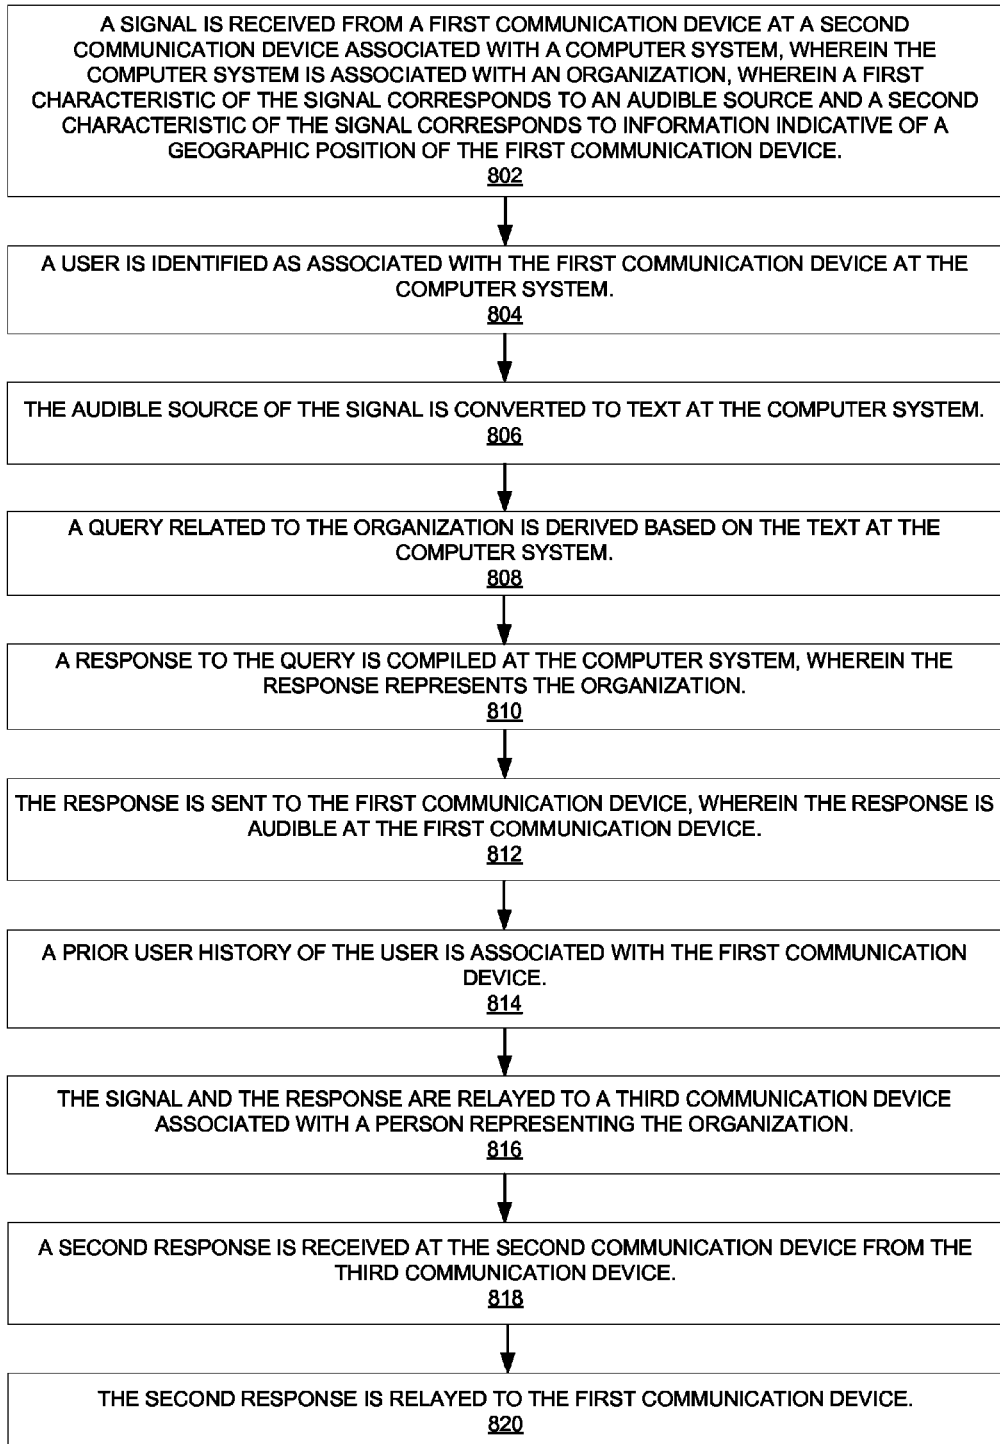 A SIGNAL IS RECEIVED FROM A FIRST COMMUNICATION DEVICE AT A SECOND
COMMUNICATION DEVICE ASSOCIATED WITH A COMPUTER SYSTEM, WHEREIN THE
COMPUTER SYSTEM IS ASSOCIATED WITH AN ORGANIZATION, WHEREIN A FIRST
CHARACTERISTIC OF THE SIGNAL CORRESPONDS TO AN AUDIBLE SOURCE AND A SECOND
CHARACTERISTIC OF THE SIGNAL CORRESPONDS TO INFORMATION INDICATIVE OF A
GEOGRAPHIC POSITION OF THE FIRST COMMUNICATION DEVICE.
802
A USER IS IDENTIFIED AS ASSOCIATED WITH THE FIRST COMMUNICATION DEVICE AT THE
COMPUTER SYSTEM.
804
THE AUDIBLE SOURCE OF THE SIGNAL IS CONVERTED TO TEXT AT THE COMPUTER SYSTEM.
806
A QUERY RELATED TO THE ORGANIZATION IS DERIVED BASED ON THE TEXT AT THE
COMPUTER SYSTEM.
808
A RESPONSE TO THE QUERY IS COMPILED AT THE COMPUTER SYSTEM, WHEREIN THE
RESPONSE REPRESENTS THE ORGANIZATION.
810
THE RESPONSE IS SENT TO THE FIRST COMMUNICATION DEVICE, WHEREIN THE RESPONSE IS
AUDIBLE AT THE FIRST COMMUNICATION DEVICE.
812
A PRIOR USER HISTORY OF THE USER IS ASSOCIATED WITH THE FIRST COMMUNICATION
DEVICE.
814
THE SIGNAL AND THE RESPONSE ARE RELAYED TO A THIRD COMMUNICATION DEVICE
ASSOCIATED WITH A PERSON REPRESENTING THE ORGANIZATION.
816
A SECOND RESPONSE IS RECEIVED AT THE SECOND COMMUNICATION DEVICE FROM THE
THIRD COMMUNICATION DEVICE.
818
THE SECOND RESPONSE IS RELAYED TO THE FIRST COMMUNICATION DEVICE.
820